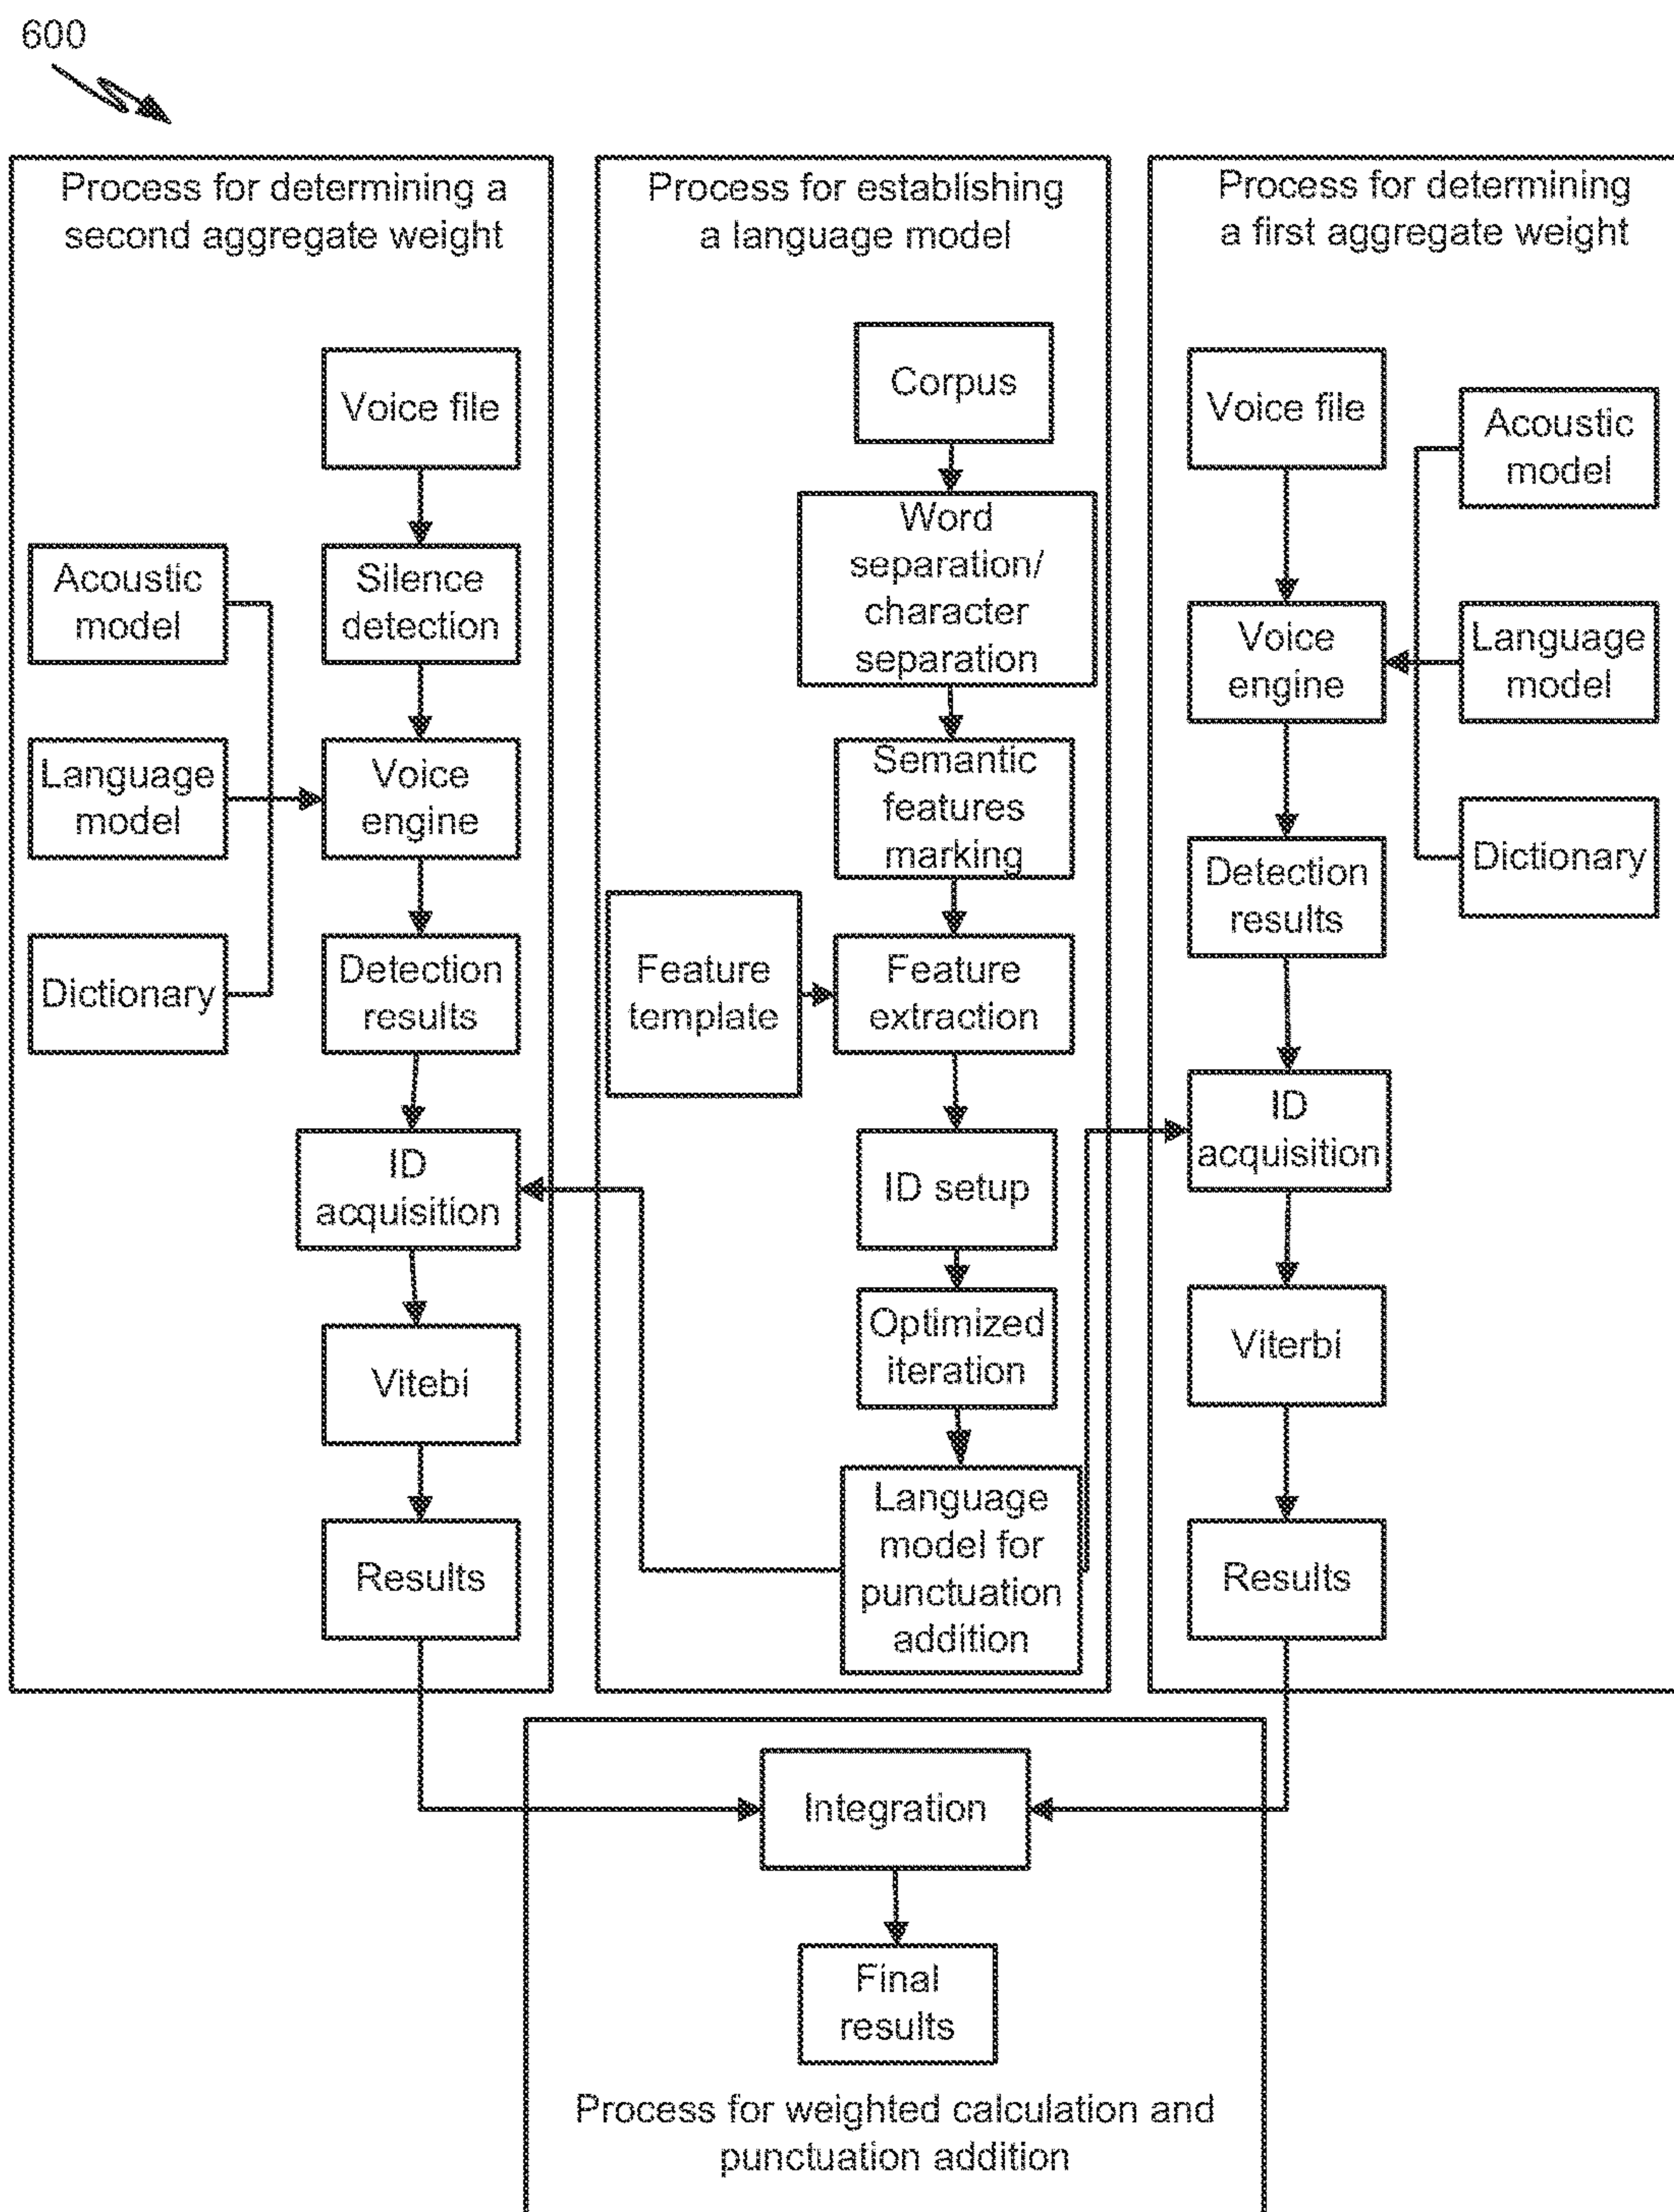 600
Process for determining a
second aggregate weight
Voice file
Silence
detection
Acoustic
model
Language
model
Dictionary
Voice
engine
Detection
results
ID
acquisition
Vitebi
Results
Process for establishing
a language model
Corpus
Word
separation/
character
separation
Semantic
features
marking
Feature
template
Feature
extraction
ID setup
Optimized
iteration
Language
model for
punctuation
addition
Process for determining
a first aggregate weight
Voice file
Acoustic
model
Voice
engine
Language
model
Dictionary
Detection
results
ID
acquisition
Viterbi
Results
Integration
Final
results
Process for weighted calculation and
punctuation addition